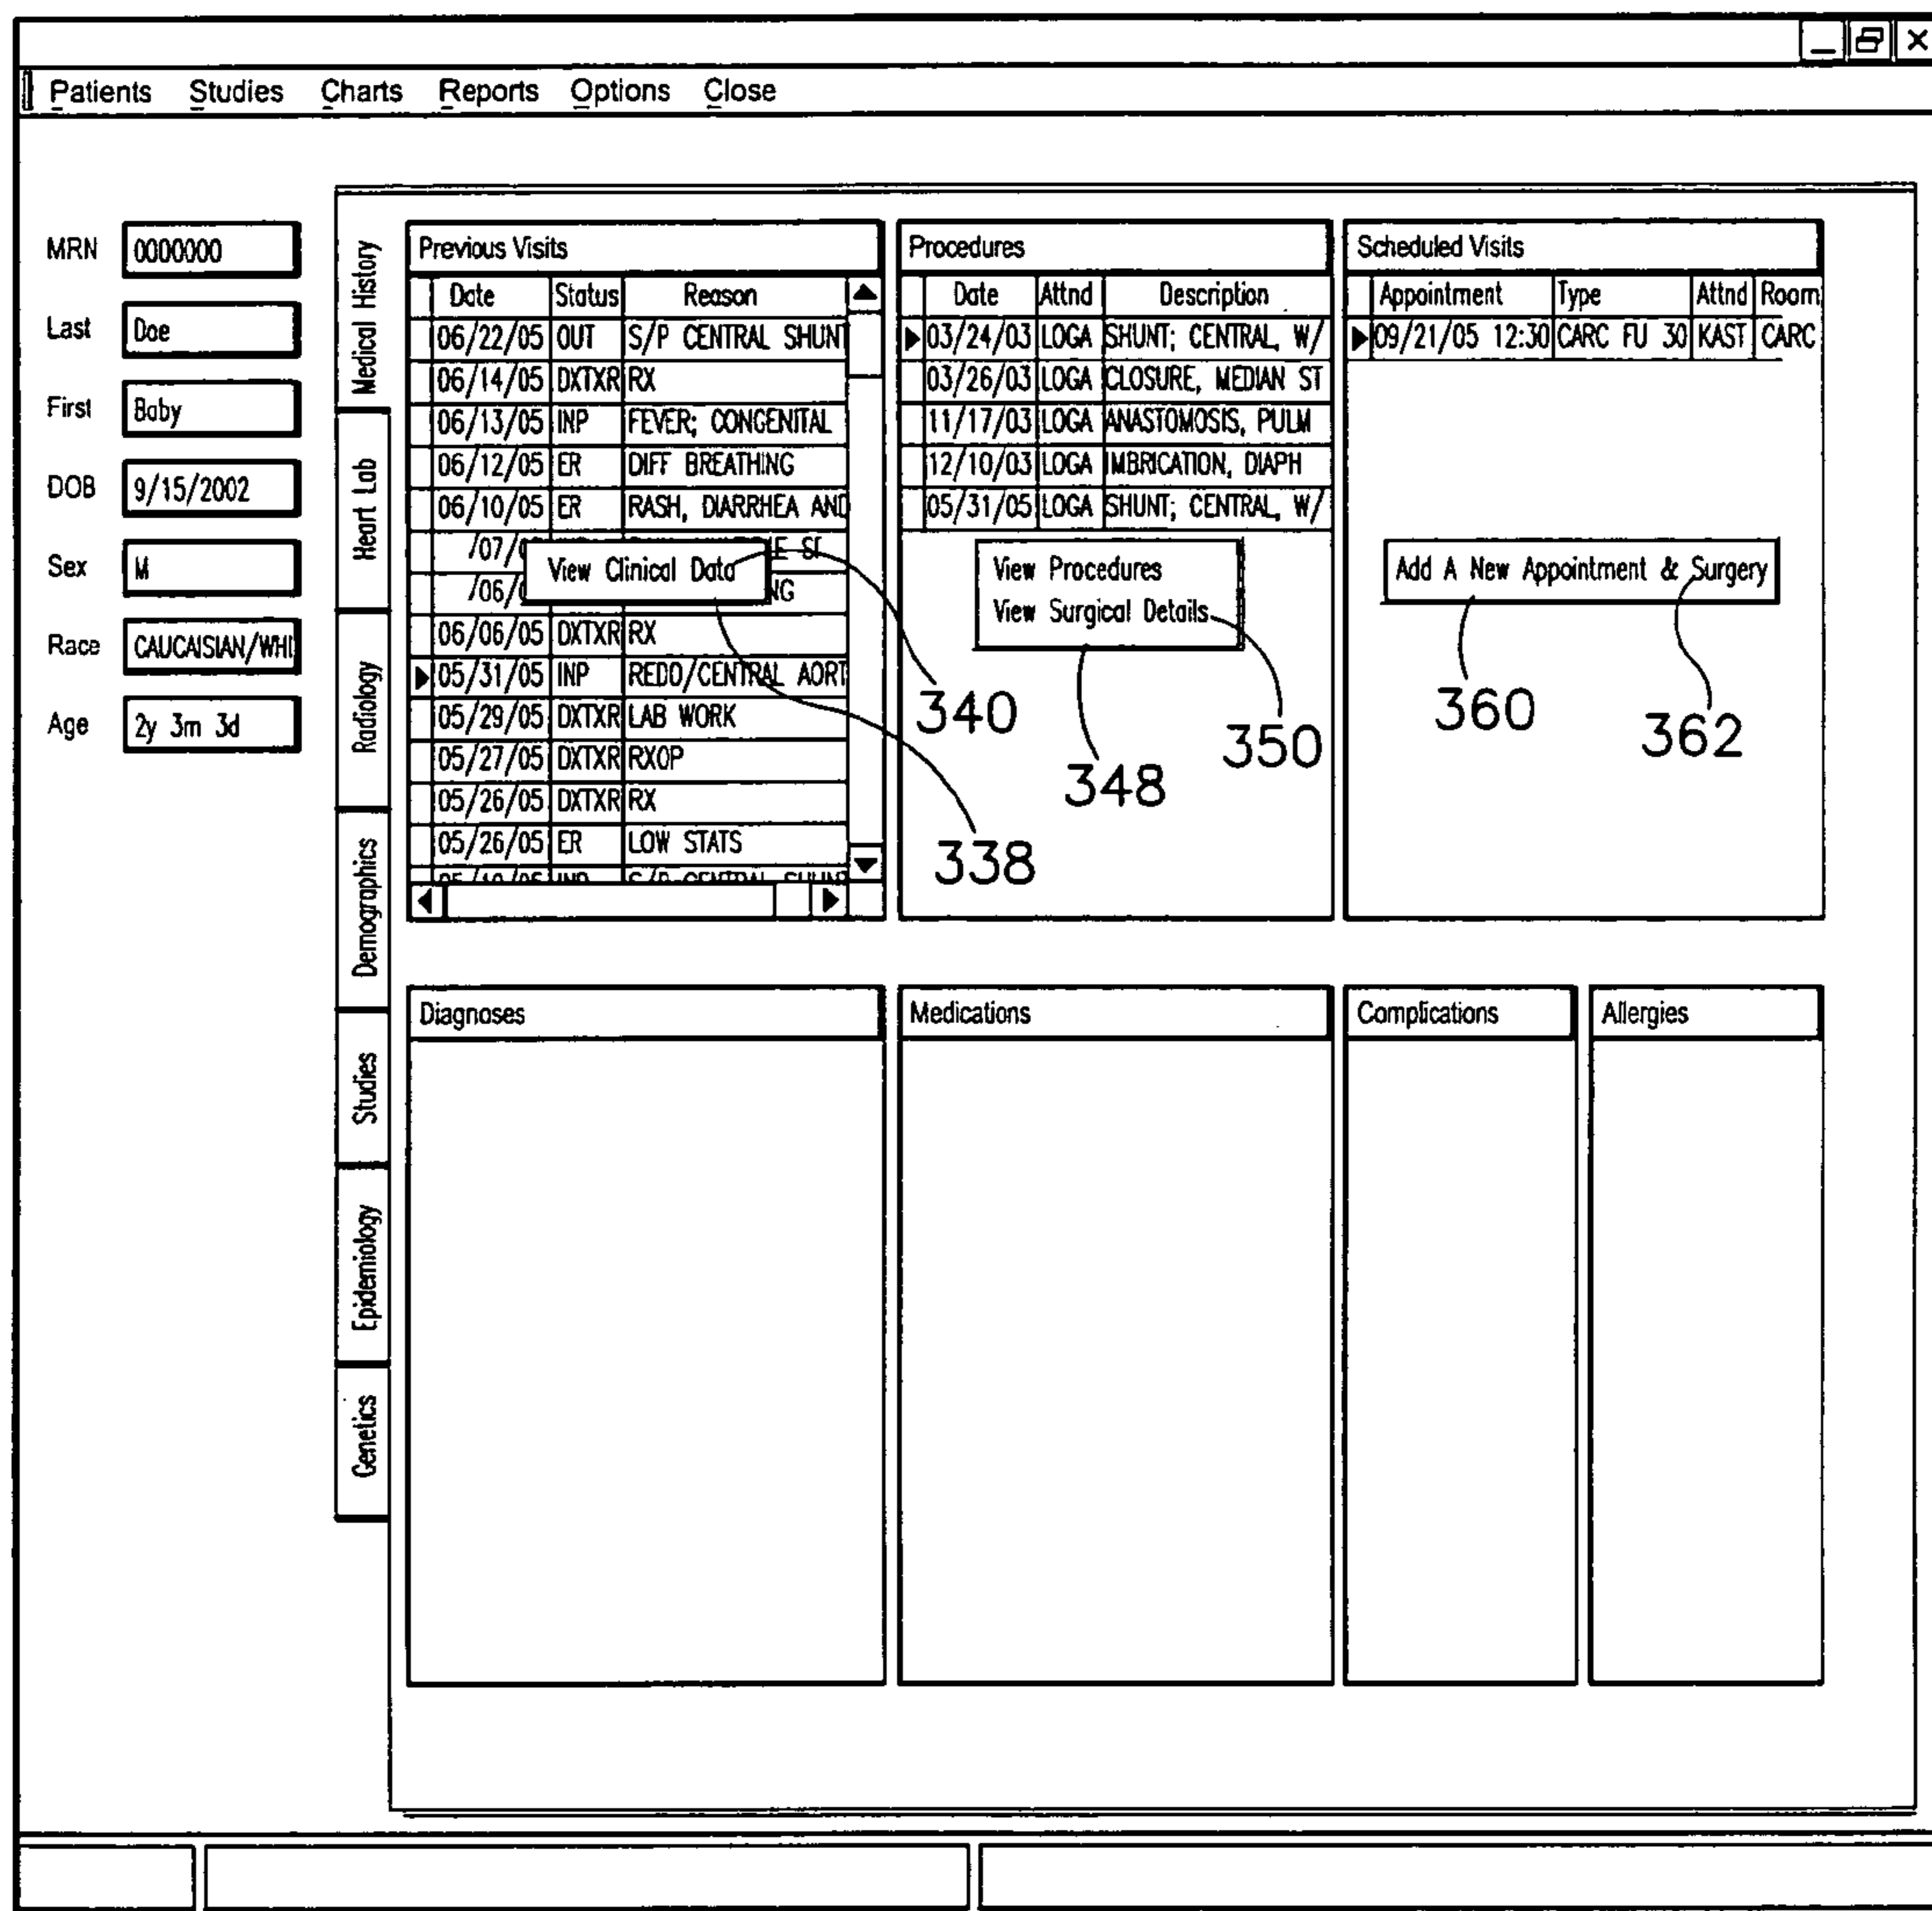 Patients Studies Charts Reports Options Close
MRN 0000000
Last Doe
First Baby
DOB 9/15/2002
Sex M
Race CAUCAISIAN/WHI
Age 2y 3m 3d
Medical History
Heart Lab
Radiology
Demographics
Studies
Epidemiology
Genetics
Previous Visits
Date Status Reason
06/22/05 OUT S/P CENTRAL SHUNT
06/14/05 DXTXR RX
06/13/05 INP FEVER; CONGENITAL
06/12/05 ER DIFF BREATHING
06/10/05 ER RASH, DIARRHEA AND
/07/
/06/ NG
View Clinical Data
06/06/05 DXTXR RX
05/31/05 INP REDO/CENTRAL AORT
05/29/05 DXTXR LAB WORK
05/27/05 DXTXR RXOP
05/26/05 DXTXR RX
05/26/05 ER LOW STATS
340
338
Procedures
Date Attnd Description
03/24/03 LOGA SHUNT; CENTRAL, W/
03/26/03 LOGA CLOSURE, MEDIAN ST
11/17/03 LOGA ANASTOMOSIS, PULM
12/10/03 LOGA IMBRICATION, DIAPH
05/31/05 LOGA SHUNT; CENTRAL, W/
View Procedures
View Surgical Details
348
350
Scheduled Visits
Appointment Type Attnd Room
09/21/05 12:30 CARC FU 30 KAST CARC
Add A New Appointment & Surgery
360
362
Diagnoses
Medications
Complications
Allergies